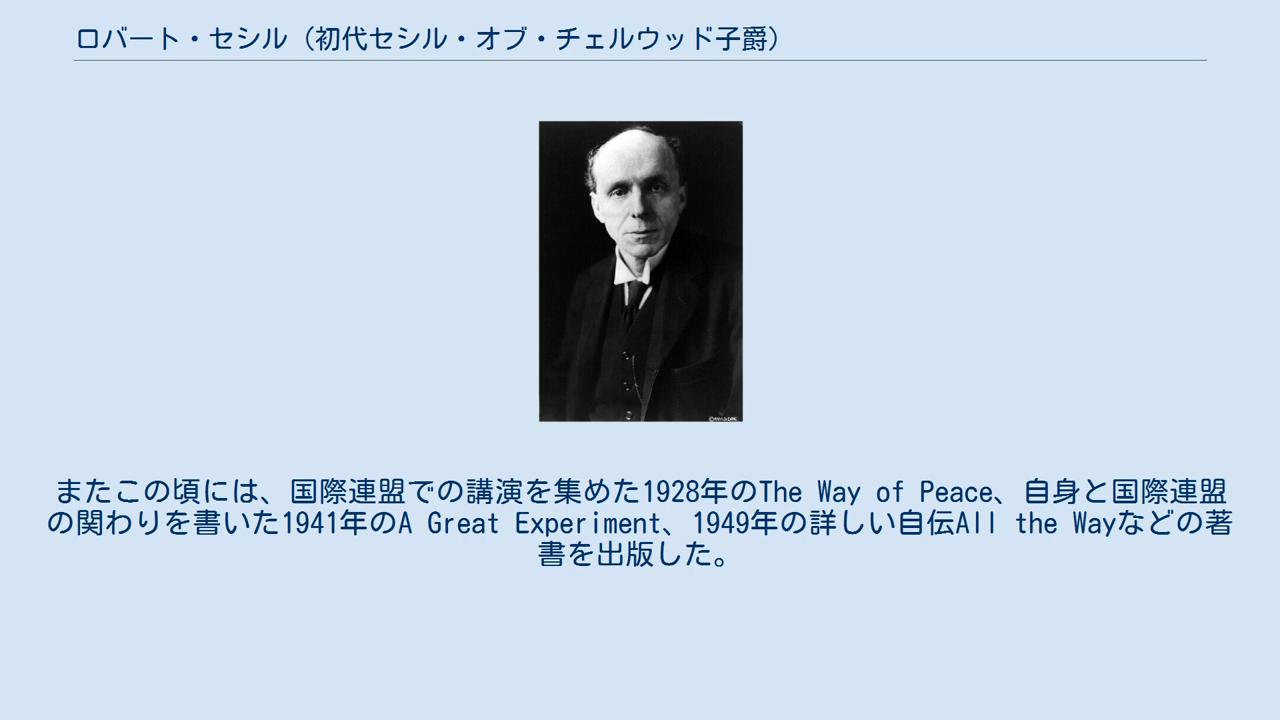 ロバート・セシル（初代セシル・オブ・チェルウッド子爵）
またこの頃には、国際連盟での講演を集めた1928年のThe Way of Peace、自身と国際連盟
の関わりを書いた1941年のA Great Experiment、1949年の詳しい自伝All the Wayなどの著
書を出版した。